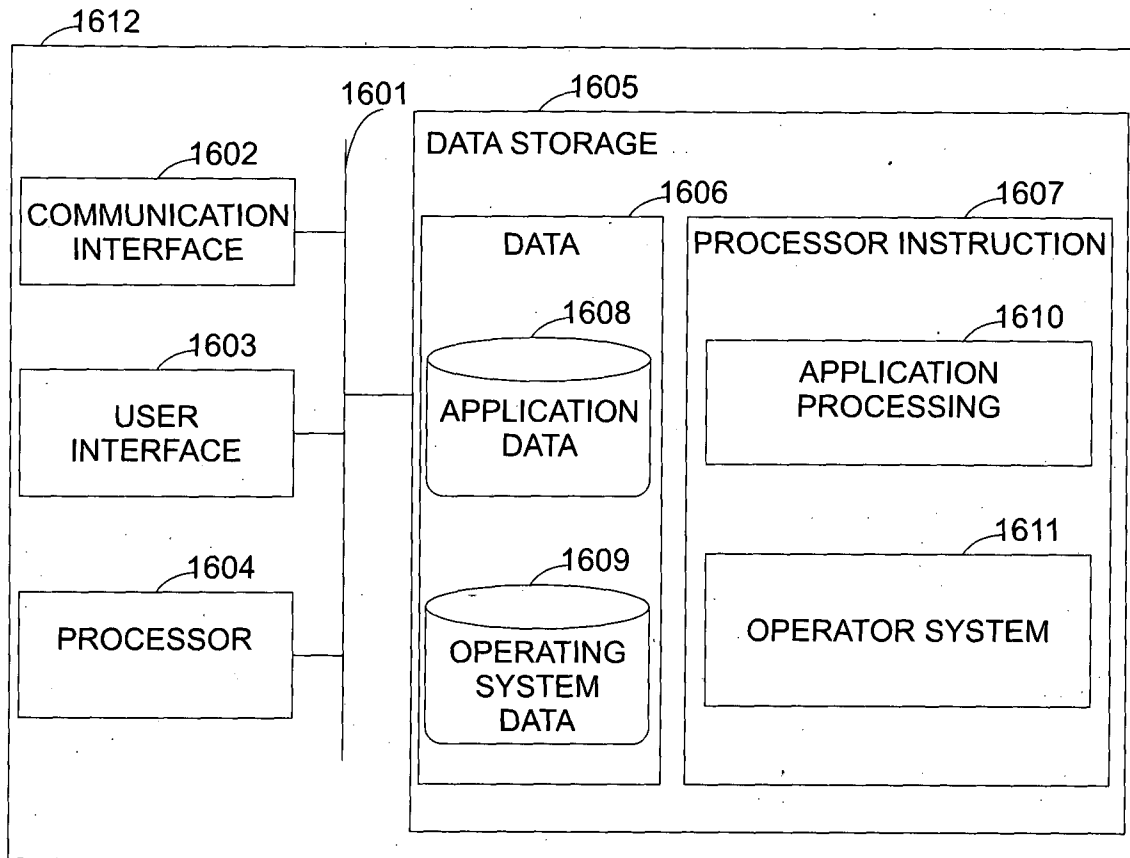 1612
1601
1605
DATA STORAGE
1602
COMMUNICATION
INTERFACE
1606
DATA
1607
PROCESSOR INSTRUCTION
1608
APPLICATION
DATA
1610
APPLICATION
PROCESSING
1603
USER
INTERFACE
1604
PROCESSOR
1609
OPERATING
SYSTEM
DATA
1611
OPERATOR SYSTEM